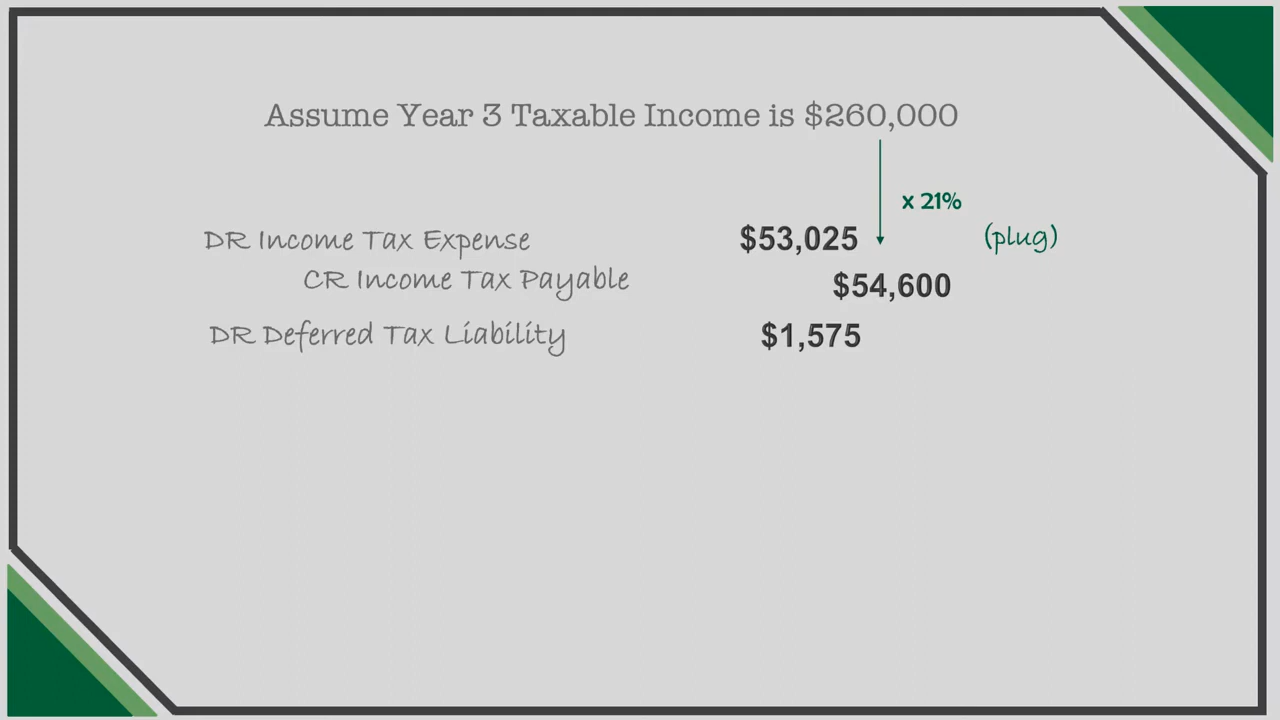 Assume Year 3 Taxable Income is $260,000
x 21%
DR Income Tax Expense $53,025 (plug)
CR Income Tax Payable $54,600
DR Deferred Tax Liability $1,575